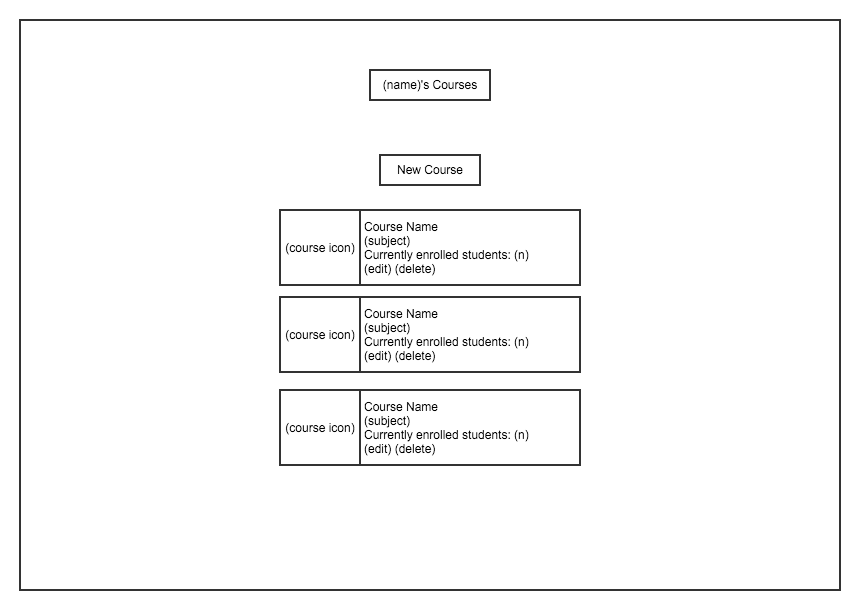 (name)'s Courses
New Course
(course icon)
Course Name
(subject)
Currently enrolled students: (n)
(edit) (delete)
(course icon)
Course Name
(subject)
Currently enrolled students: (n)
(edit) (delete)
(course icon)
Course Name
(subject)
Currently enrolled students: (n)
(edit) (delete)